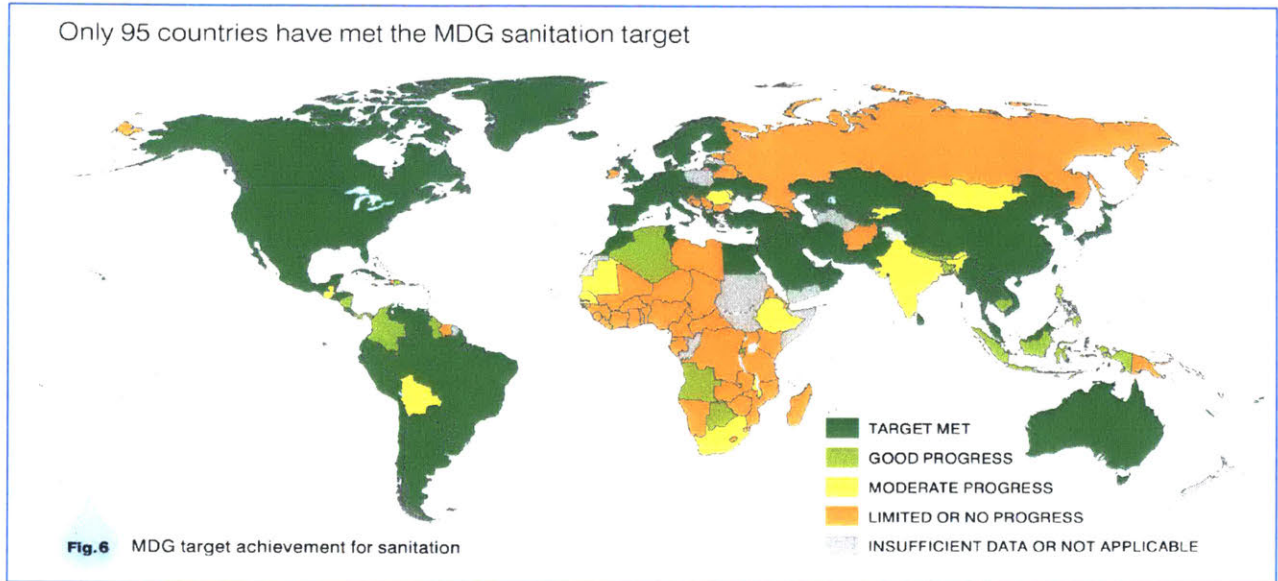 Only 95 countries have met the MDG sanitation target
TARGET MET
GOOD PROGRESS
MODERATE PROGRESS
LIMITED OR NO PROGRESS
INSUFFICIENT DATA OR NOT APPLICABLE
Fig.6 MDG target achievement for sanitation